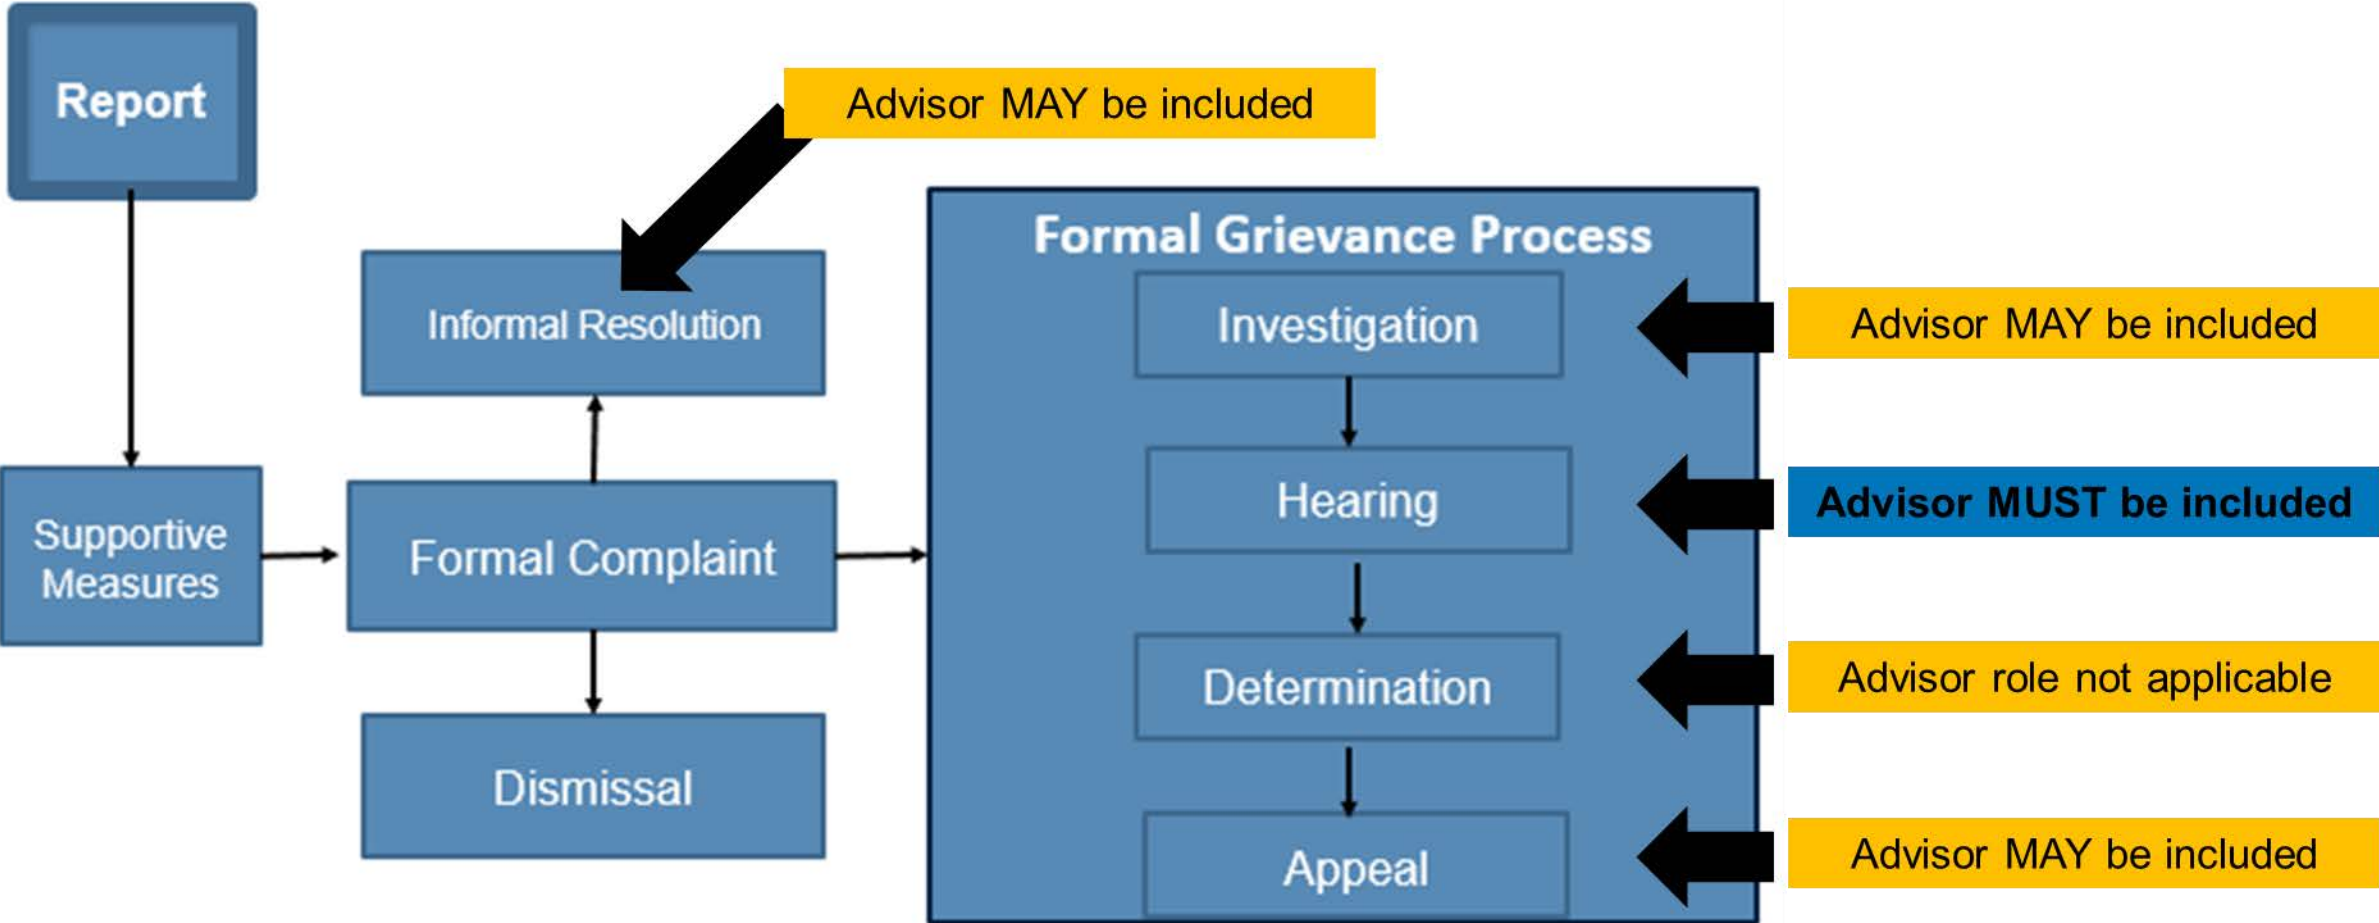 Report
Advisor MAY be included
Formal Grievance Process
Informal Resolution
Investigation
Advisor MAY be included
Hearing
Advisor MUST be included
Supportive
Measures
Formal Complaint
Determination
Advisor role not applicable
Dismissal
Appeal
Advisor MAY be included